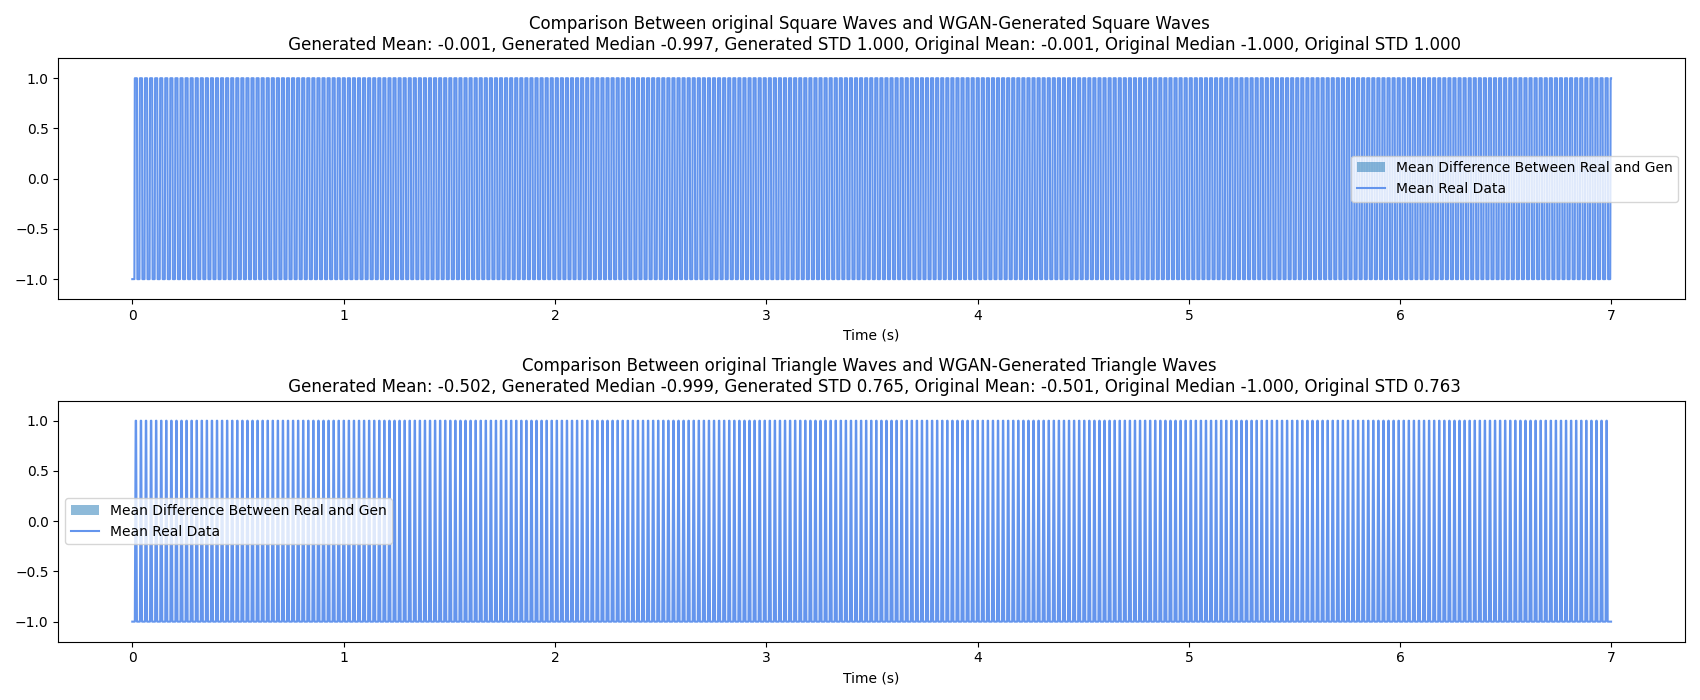 Comparison Between original Square Waves and WGAN-Generated Square Waves
Generated Mean: -0.001, Generated Median -0.997, Generated STD 1.000, Original Mean: -0.001, Original Median -1.000, Original STD 1.000
1.0
0.5
0.0
−0.5
−1.0
Mean Difference Between Real and Gen
Mean Real Data
0 1 2 3 4 5 6 7
Time (s)
Comparison Between original Triangle Waves and WGAN-Generated Triangle Waves
Generated Mean: -0.502, Generated Median -0.999, Generated STD 0.765, Original Mean: -0.501, Original Median -1.000, Original STD 0.763
1.0
0.5
0.0
−0.5
−1.0
Mean Difference Between Real and Gen
Mean Real Data
0 1 2 3 4 5 6 7
Time (s)